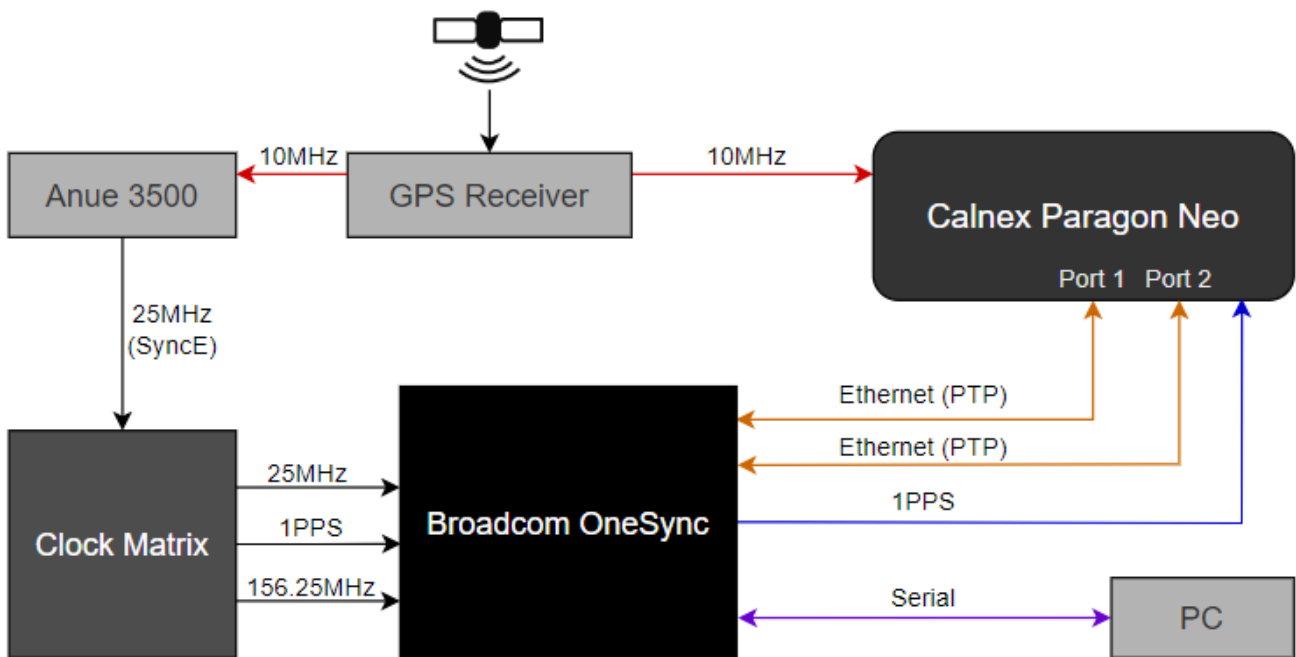 10MHz
10MHz
Anue 3500
GPS Receiver
Calnex Paragon Neo
Port 1
Port 2
25MHz
(SyncE)
Ethernet (PTP)
Ethernet (PTP)
25MHz
1PPS
Broadcom OneSync
1PPS
Clock Matrix
156.25MHz
Serial
PC